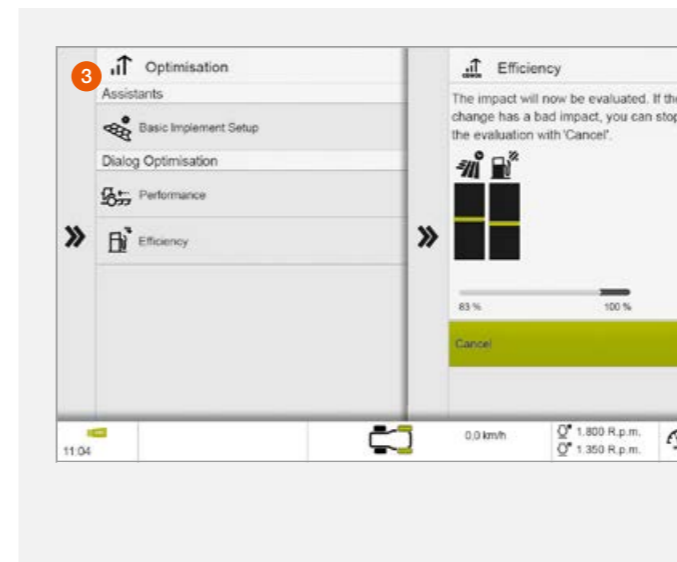 3
Optimisation
Assistants
Basic Implement Setup
Dialog Optimisation
Performance
Efficiency
Efficiency
The impact will now be evaluated. If the
change has a bad impact, you can stop
the evaluation with 'Cancel'.
83 %
100 %
Cancel
11:04
0,0 km/h
1.800 R.p.m.
1.350 R.p.m.